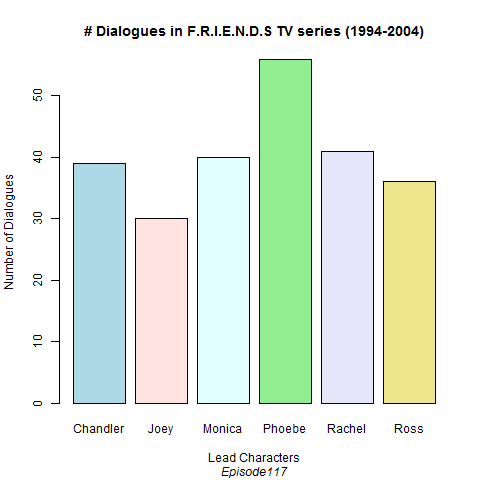 # Dialogues in F.R.I.E.N.D.S TV series (1994-2004)
Number of Dialogues
50
40
30
20
10
0
Chandler Joey Monica Phoebe Rachel Ross
Lead Characters
Episode117